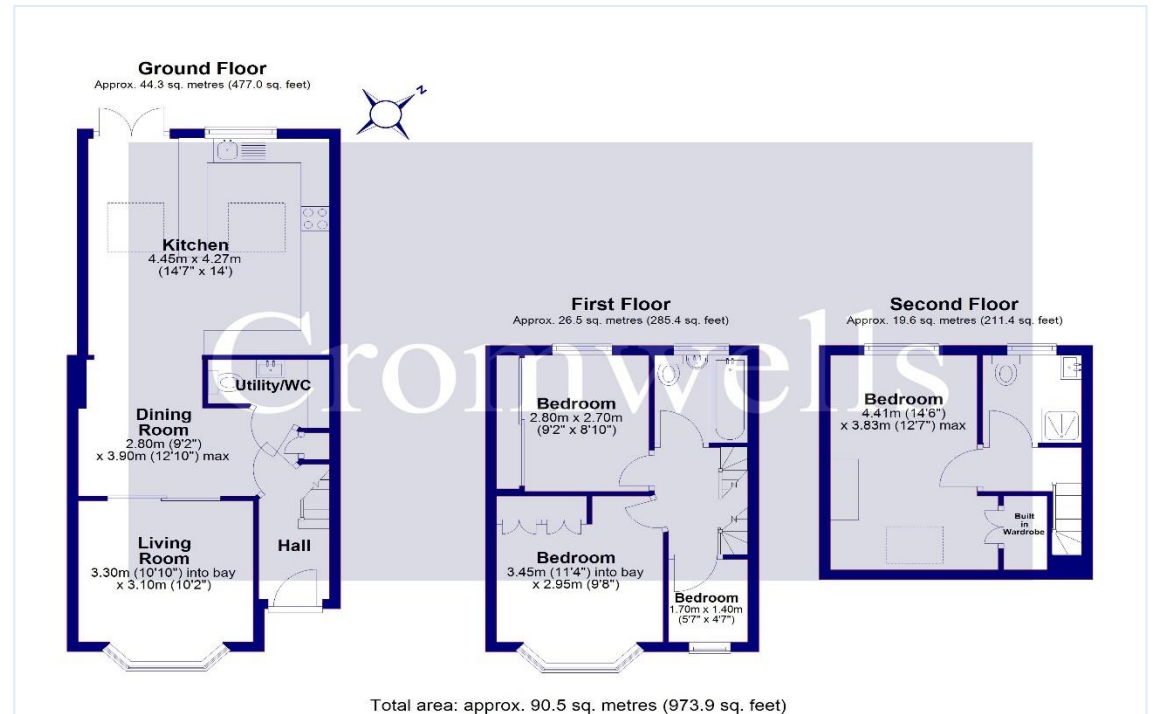 Ground Floor
Approx. 44.3 sq. metres (477.0 sq. feet)
N
Kitchen
4.45m x 4.27m
(14'7" x 14')
Utility/WC
Dining
Room
2.80m (9'2")
x 3.90m (12'10") max
Living
Room
3.30m (10'10") into bay
x 3.10m (10'2")
Hall
First Floor
Approx. 26.5 sq. metres (285.4 sq. feet)
Bedroom
2.80m x 2.70m
(9'2" x 8'10")
Bedroom
3.45m (11'4") into bay
x 2.95m (9'8")
Bedroom
1.70m x 1.40m
(5'7" x 4'7")
Second Floor
Approx. 19.6 sq. metres (211.4 sq. feet)
Bedroom
4.41m (14'6")
x 3.83m (12'7") max
Built
in
Wardrobe
Cromwells
Total area: approx. 90.5 sq. metres (973.9 sq. feet)